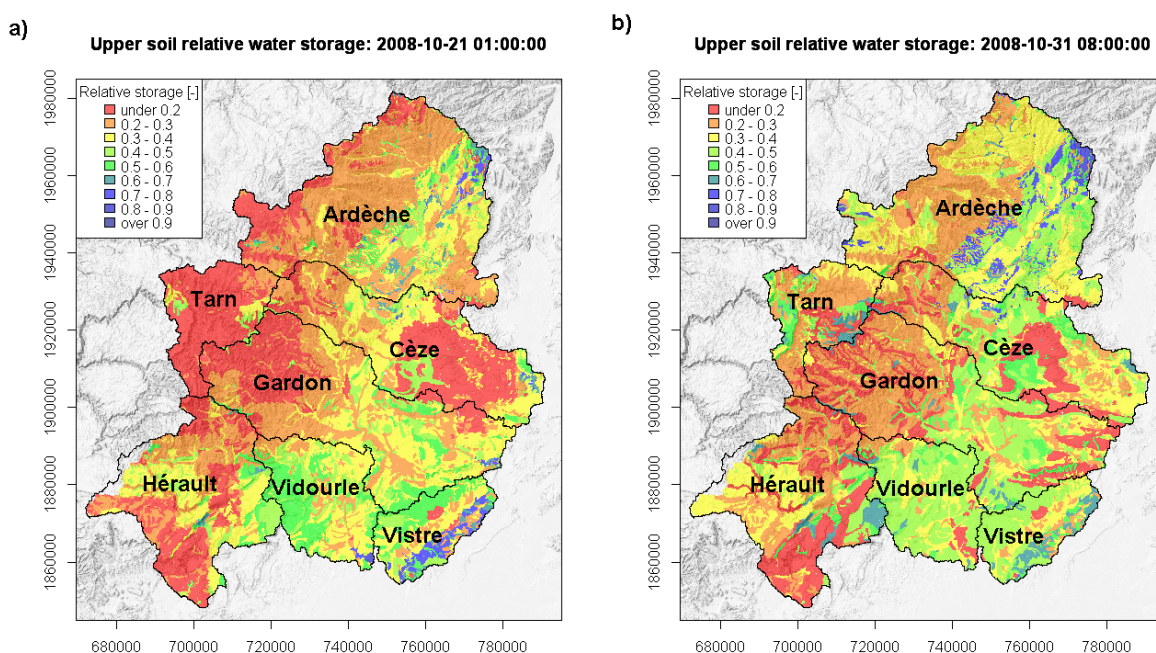 a)
Upper soil relative water storage: 2008-10-21 01:00:00
Relative storage [-]
under 0.2
0.2 - 0.3
0.3 - 0.4
0.4 - 0.5
0.5 - 0.6
0.6 - 0.7
0.7 - 0.8
0.8 - 0.9
over 0.9
1980000
1960000
1940000
1920000
1900000
1880000
1860000
Ardèche
Tarn
Cèze
Gardon
Hérault
Vidourle
Vistre
680000 700000 720000 740000 760000 780000
b)
Upper soil relative water storage: 2008-10-31 08:00:00
Relative storage [-]
under 0.2
0.2 - 0.3
0.3 - 0.4
0.4 - 0.5
0.5 - 0.6
0.6 - 0.7
0.7 - 0.8
0.8 - 0.9
over 0.9
1980000
1960000
1940000
1920000
1900000
1880000
1860000
Ardèche
Tarn
Cèze
Gardon
Hérault
Vidourle
Vistre
680000 700000 720000 740000 760000 780000